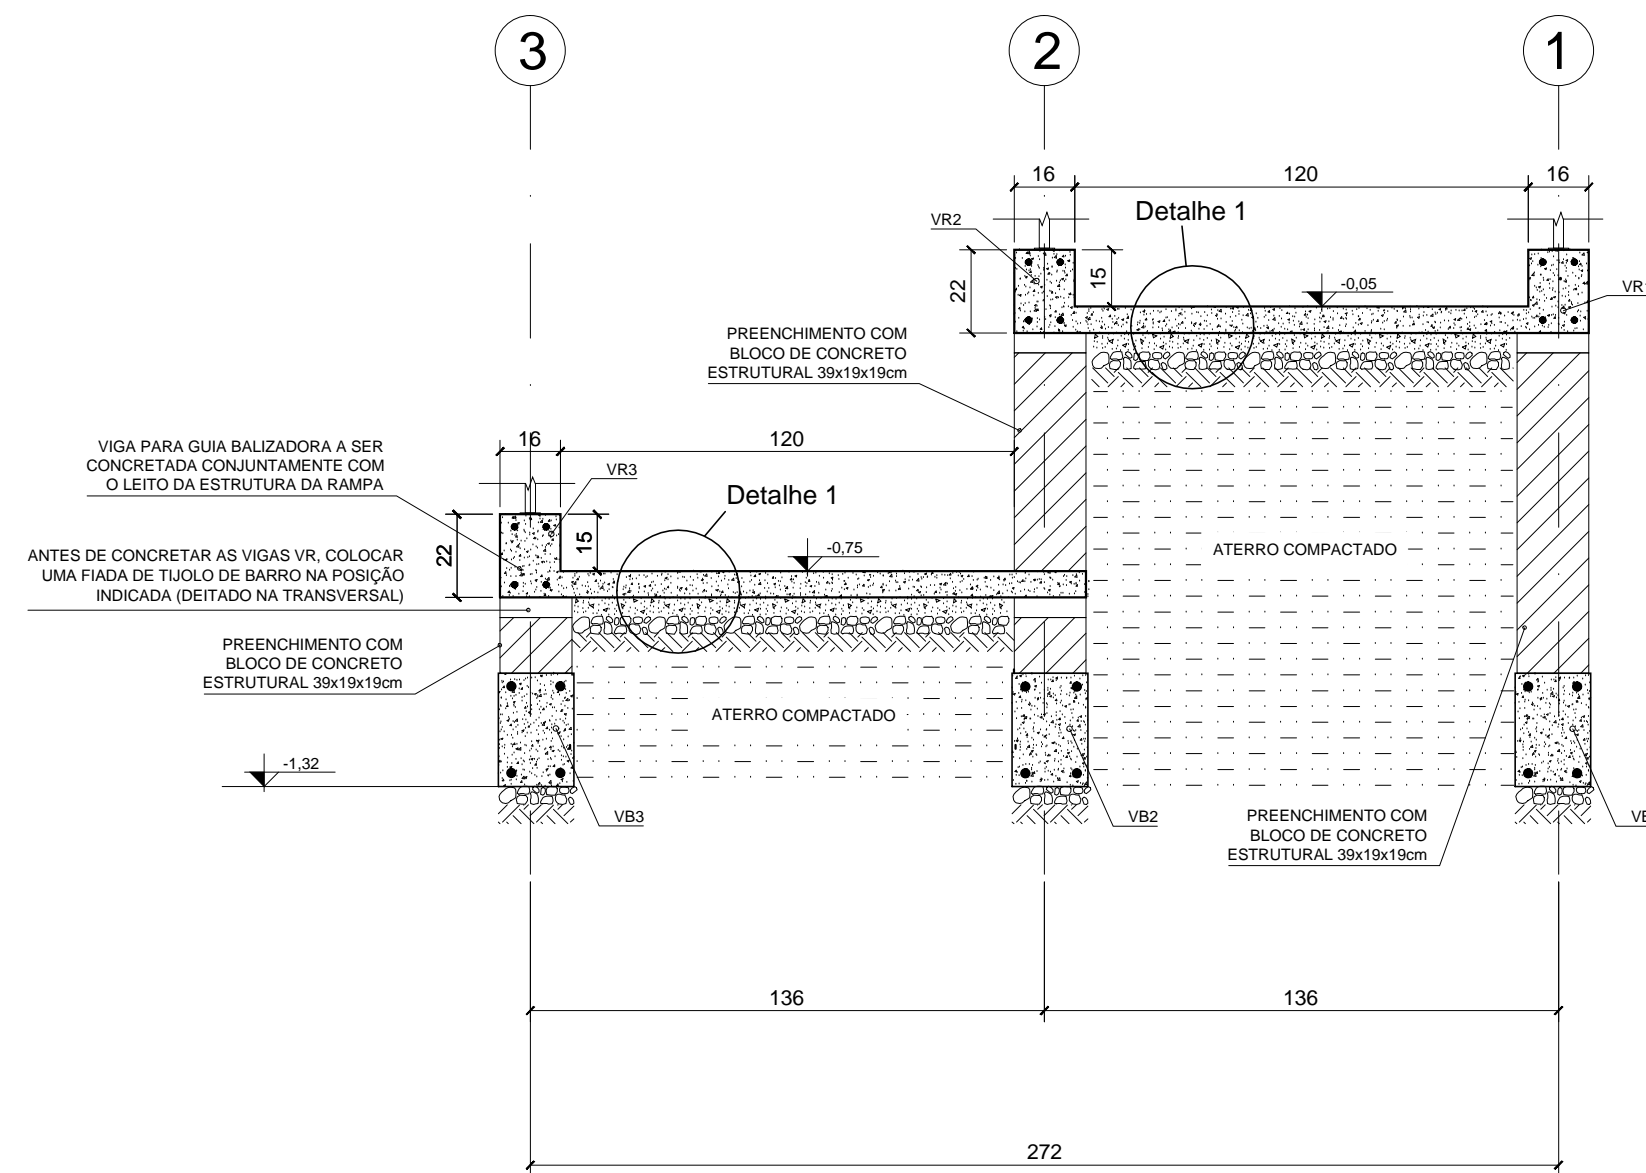 3
2
1
16
120
16
VR2
Detalhe 1
22
15
-0,05
VR1
PREENCHIMENTO COM
BLOCO DE CONCRETO
ESTRUTURAL 39x19x19cm
VIGA PARA GUIA BALIZADORA A SER
CONCRETADA CONJUNTAMENTE COM
O LEITO DA ESTRUTURA DA RAMPA
16
120
VR3
Detalhe 1
22
15
-0,75
ANTES DE CONCRETAR AS VIGAS VR, COLOCAR
UMA FIADA DE TIJOLO DE BARRO NA POSIÇÃO
INDICADA (DEITADO NA TRANSVERSAL)
ATERRO COMPACTADO
PREENCHIMENTO COM
BLOCO DE CONCRETO
ESTRUTURAL 39x19x19cm
ATERRO COMPACTADO
-1,32
VB3
VB2
PREENCHIMENTO COM
BLOCO DE CONCRETO
ESTRUTURAL 39x19x19cm
136
136
272